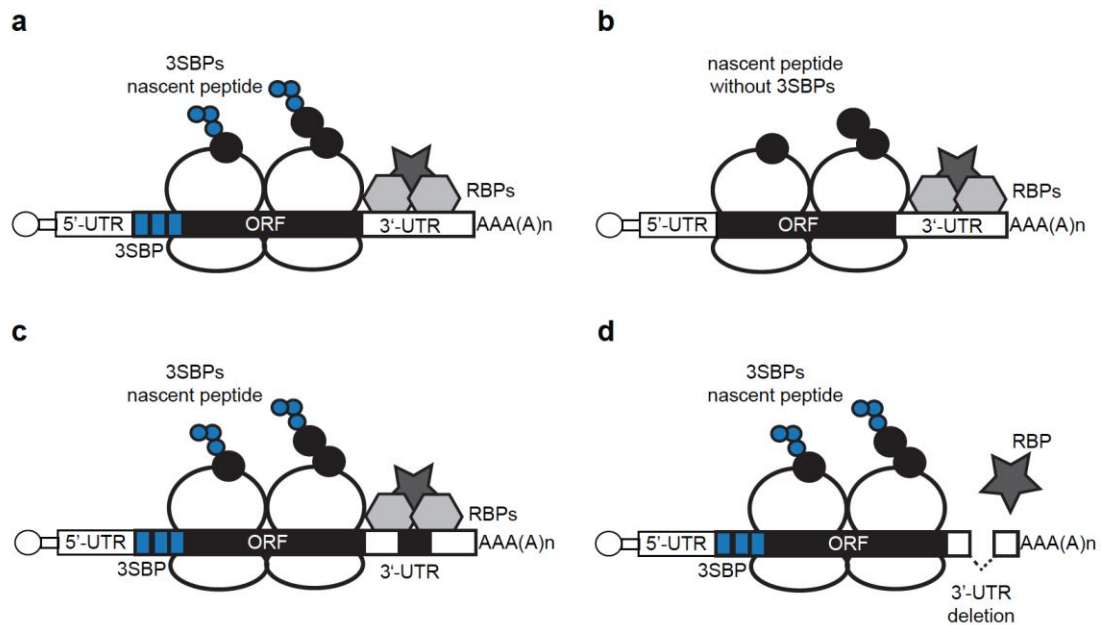 a
3SBPs
nascent peptide
RBPs
5'-UTR
ORF
3'-UTR
AAA(A)n
3SBP
b
nascent peptide
without 3SBPs
RBPs
5'-UTR
ORF
3'-UTR
AAA(A)n
c
3SBPs
nascent peptide
RBPs
5'-UTR
ORF
AAA(A)n
3SBP
3'-UTR
d
3SBPs
nascent peptide
RBP
5'-UTR
ORF
AAA(A)n
3SBP
3'-UTR
deletion